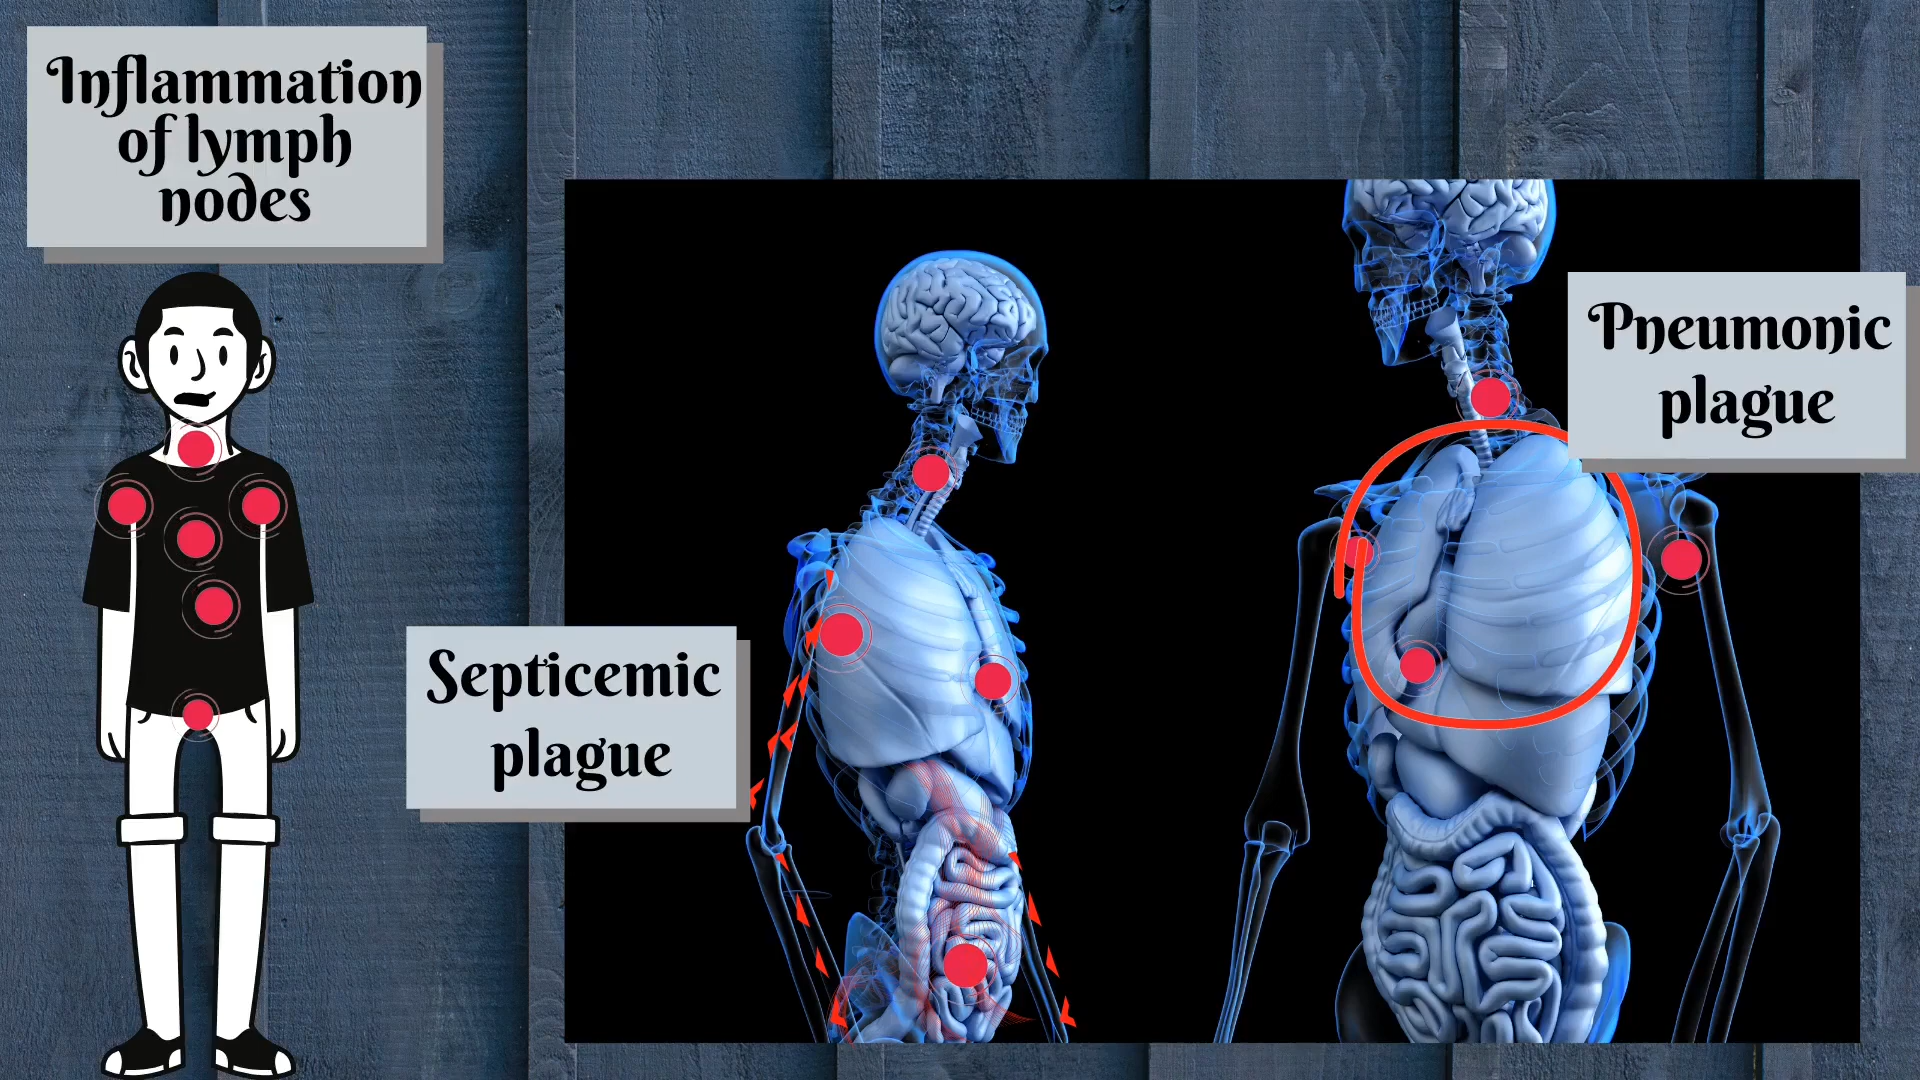 Inflammation
of lymph
nodes
Septicemic
plague
Pneumonic
plague